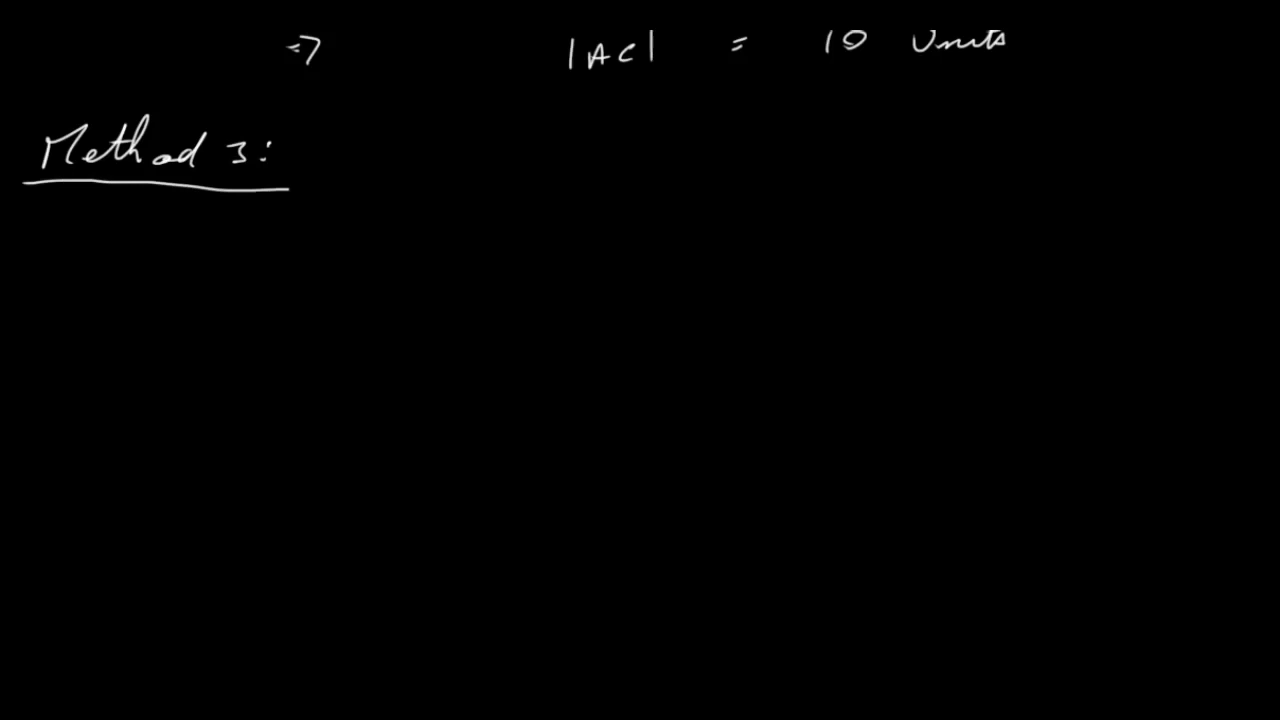 ⇒ |AC| = 10 Units
Method 3: